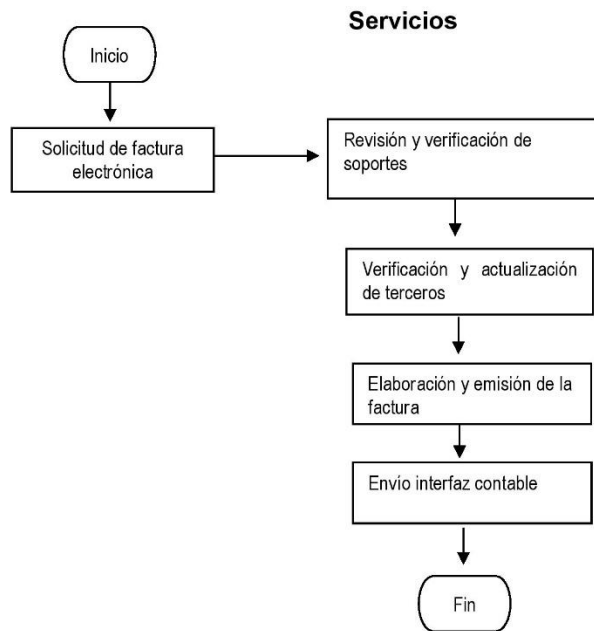 Servicios
Inicio
Solicitud de factura
electrónica
Revisión y verificación de
soportes
Verificación y actualización
de terceros
Elaboración y emisión de la
factura
Envío interfaz contable
Fin